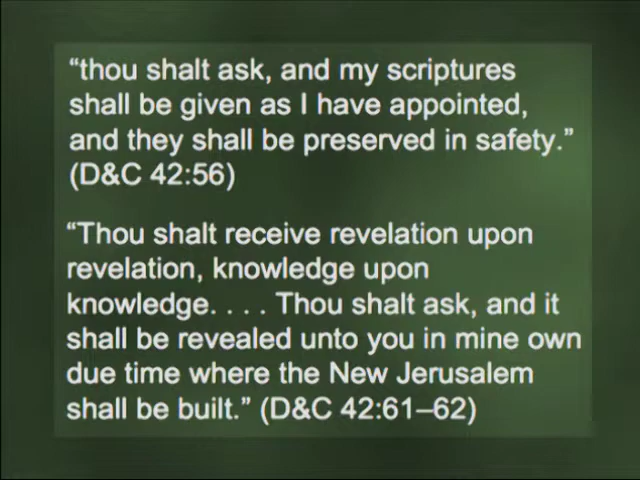 “thou shalt ask, and my scriptures
shall be given as I have appointed,
and they shall be preserved in safety.”
(D&C 42:56)
“Thou shalt receive revelation upon
revelation, knowledge upon
knowledge. . . . Thou shalt ask, and it
shall be revealed unto you in mine own
due time where the New Jerusalem
shall be built.” (D&C 42:61–62)